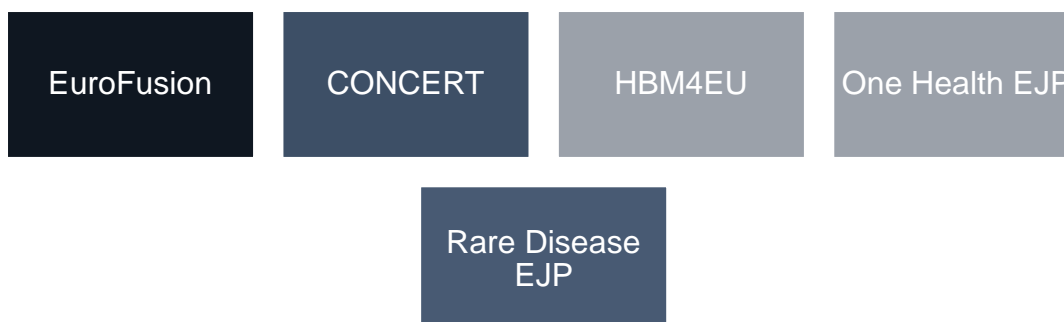 EuroFusion
CONCERT
HBM4EU
One Health EJP
Rare Disease
EJP